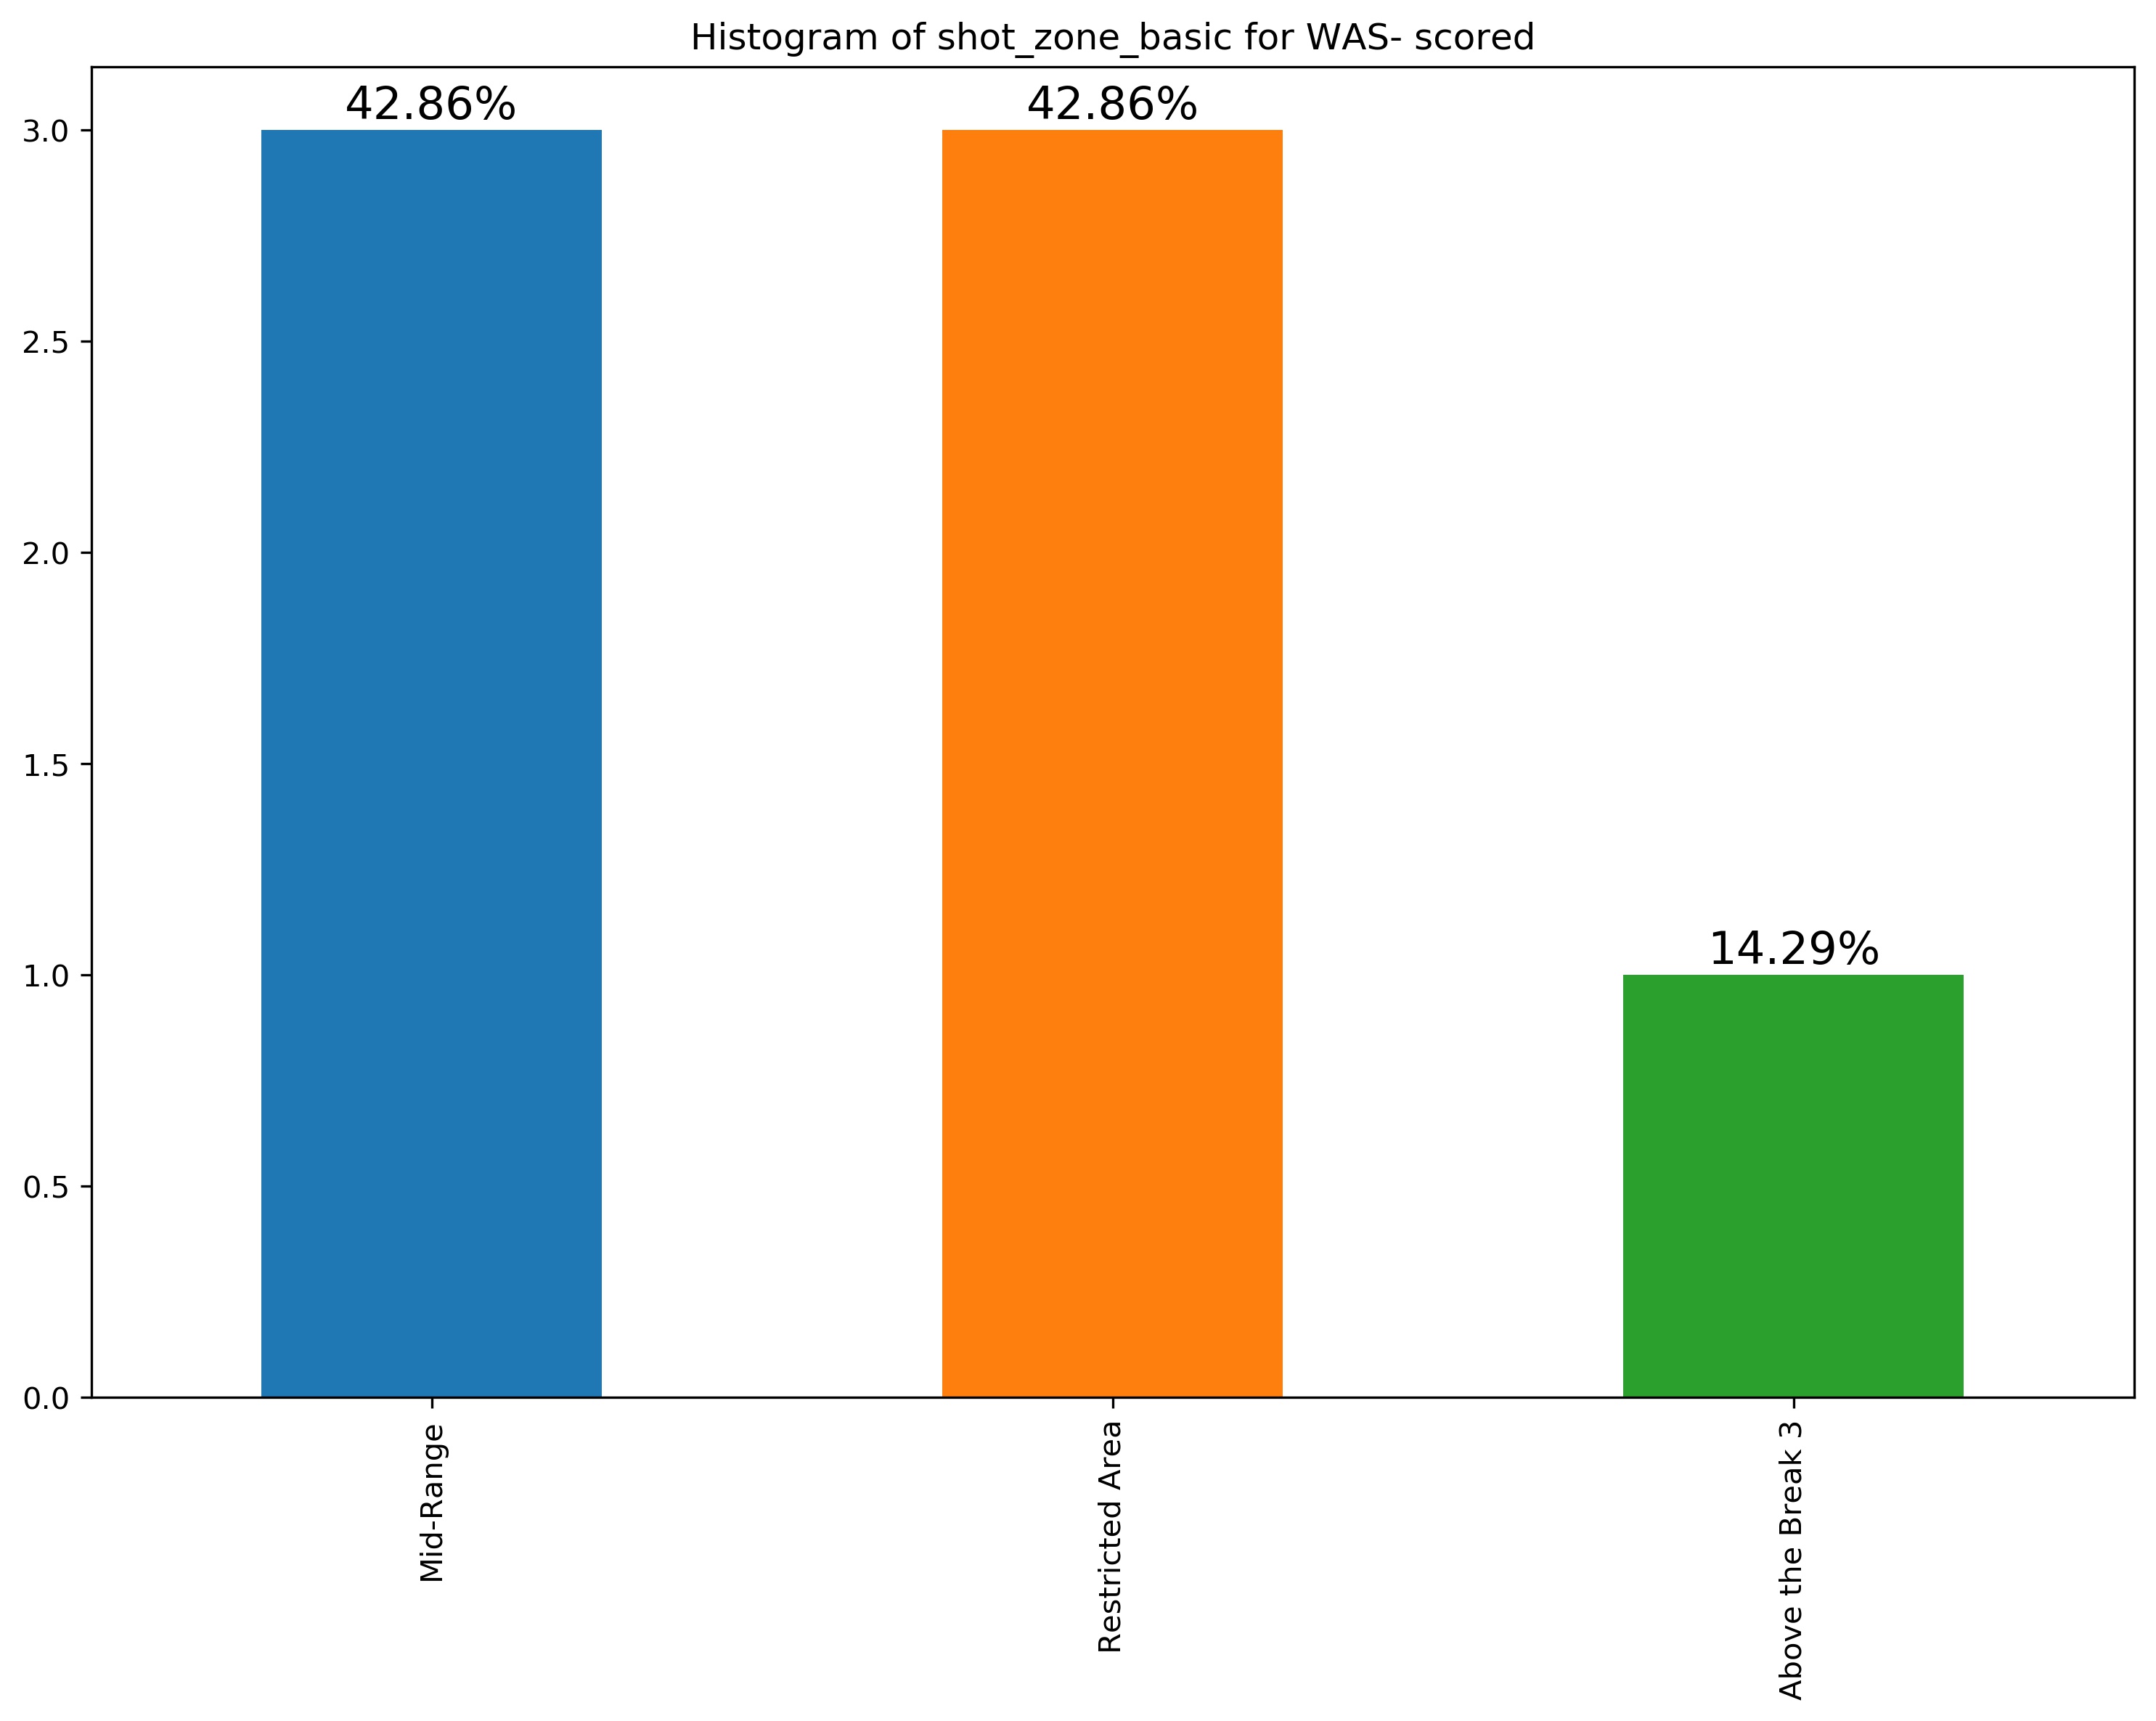 Histogram of shot_zone_basic for WAS- scored
42.86%
42.86%
14.29%
3.0
2.5
2.0
1.5
1.0
0.5
0.0
Mid-Range
Restricted Area
Above the Break 3